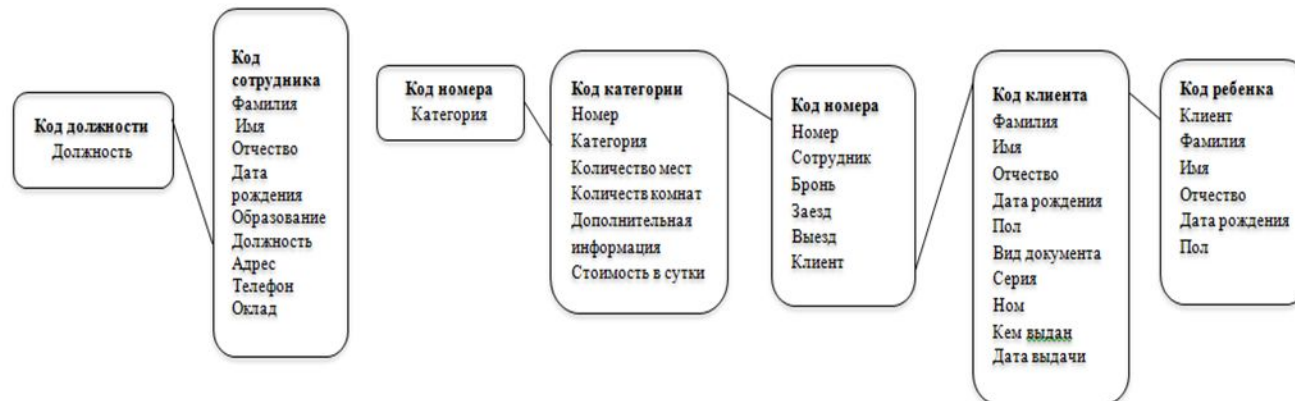 Код должности
Должность
Код
сотрудника
Фамилия
Имя
Отчество
Дата
рождения
Образование
Должность
Адрес
Телефон
Оклад
Код номера
Категория
Код категории
Номер
Категория
Количество мест
Количеств комнат
Дополнительная
информация
Стоимость в сутки
Код номера
Номер
Сотрудник
Бронь
Заезд
Выезд
Клиент
Код клиента
Фамилия
Имя
Отчество
Дата рождения
Пол
Вид документа
Серия
Ном
Кем выдан
Дата выдачи
Код ребенка
Клиент
Фамилия
Имя
Отчество
Дата рождения
Пол